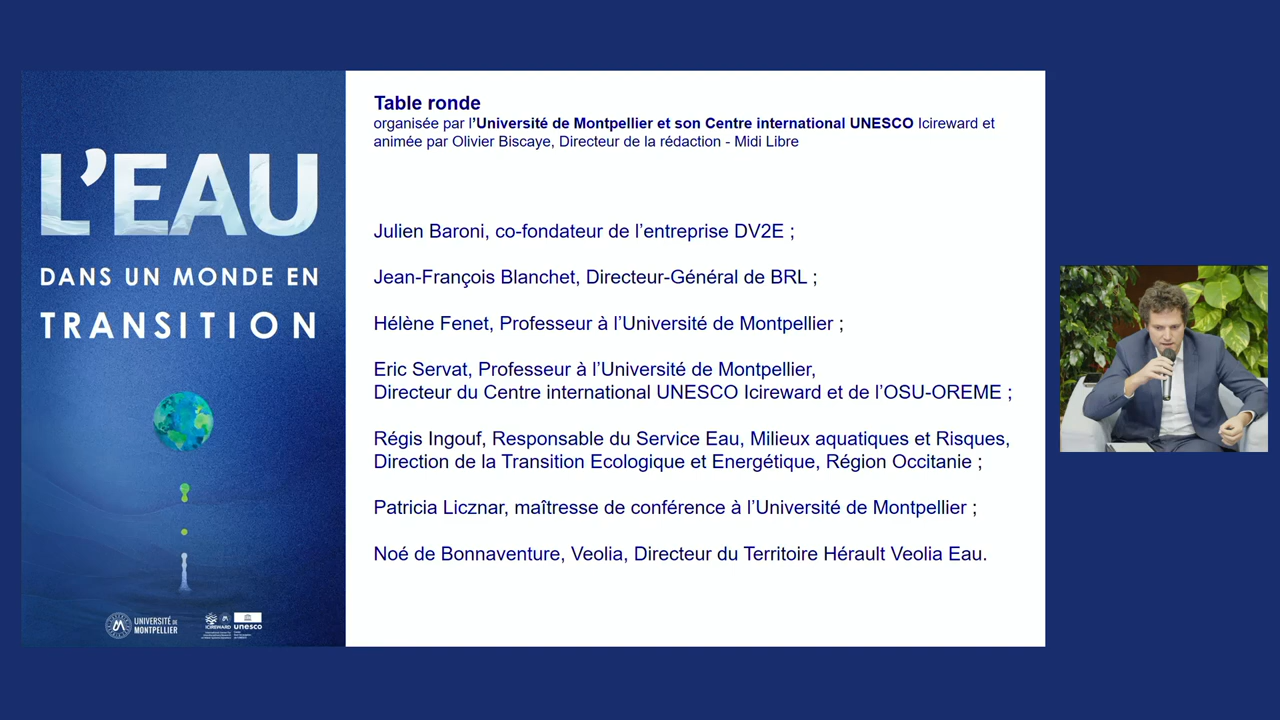 L'EAU
DANS UN MONDE EN
TRANSITION
UNIVERSITÉ DE
MONTPELLIER
ICIREWARD
unesco
Table ronde
organisée par l'Université de Montpellier et son Centre international UNESCO Icireward et
animée par Olivier Biscaye, Directeur de la rédaction - Midi Libre
Julien Baroni, co-fondateur de l'entreprise DV2E ;
Jean-François Blanchet, Directeur-Général de BRL ;
Hélène Fenet, Professeur à l'Université de Montpellier ;
Eric Servat, Professeur à l'Université de Montpellier,
Directeur du Centre international UNESCO Icireward et de l'OSU-OREME ;
Régis Ingouf, Responsable du Service Eau, Milieux aquatiques et Risques,
Direction de la Transition Ecologique et Energétique, Région Occitanie ;
Patricia Licznar, maîtresse de conférence à l'Université de Montpellier ;
Noé de Bonnaventure, Veolia, Directeur du Territoire Hérault Veolia Eau.